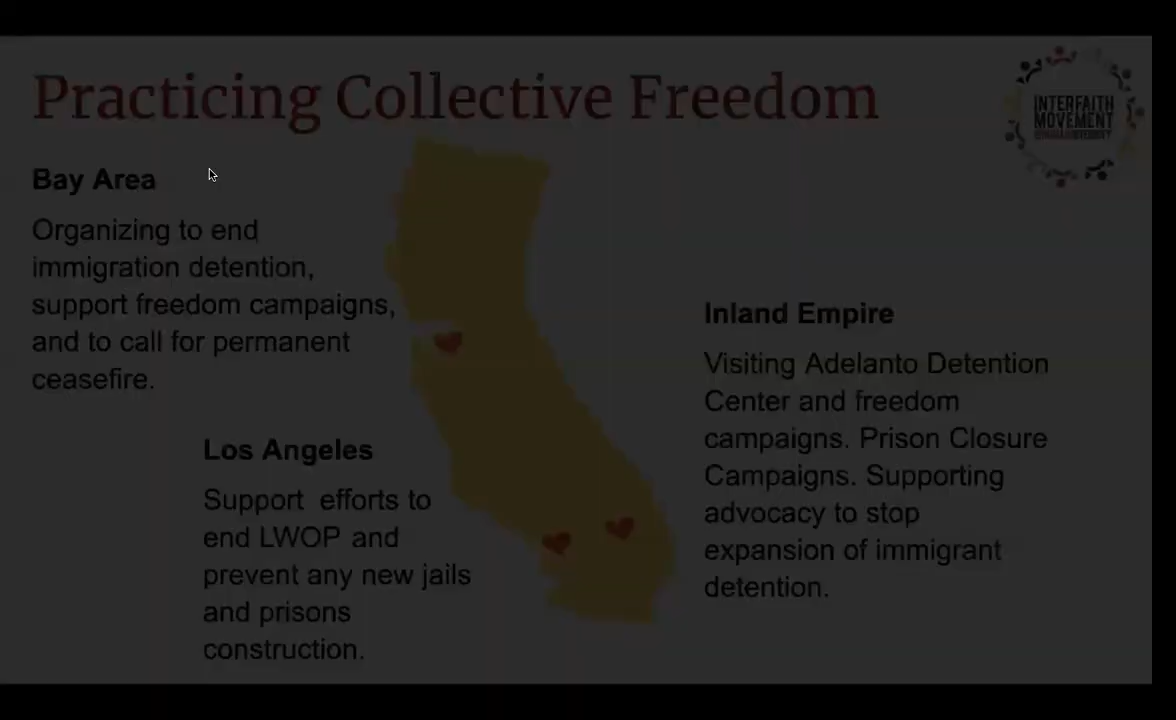 Practicing Collective Freedom
INTERFAITH
MOVEMENT
Bay Area
Organizing to end
immigration detention,
support freedom campaigns,
and to call for permanent
ceasefire.
Los Angeles
Support efforts to
end LWOP and
prevent any new jails
and prisons
construction.
Inland Empire
Visiting Adelanto Detention
Center and freedom
campaigns. Prison Closure
Campaigns. Supporting
advocacy to stop
expansion of immigrant
detention.